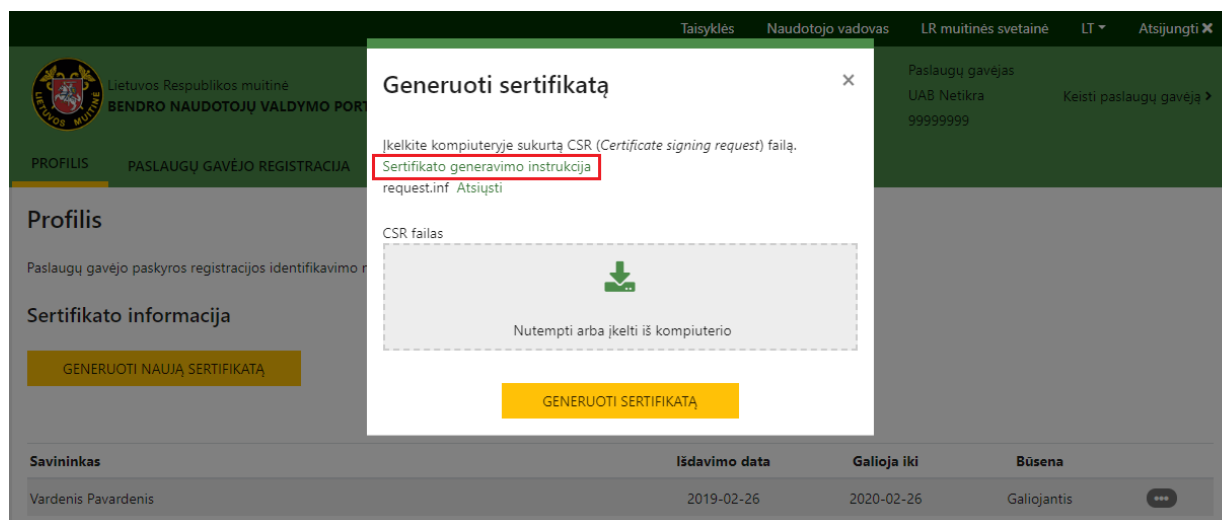 Taisyklės Naudotojo vadovas LR muitinės svetainė LT Atsijungti ✖
LIETUVOS MUITINĖ
Lietuvos Respublikos muitinė
BENDRO NAUDOTOJŲ VALDYMO PORT
Paslaugų gavėjas
UAB Netikra
99999999
Keisti paslaugų gavėją >
PROFILIS PASLAUGŲ GAVĖJO REGISTRACIJA
Generuoti sertifikatą ×
Įkelkite kompiuteryje sukurtą CSR (Certificate signing request) failą.
Sertifikato generavimo instrukcija
request.inf Atsiųsti
CSR failas
Nutempti arba įkelti iš kompiuterio
GENERUOTI SERTIFIKATĄ
Profilis
Paslaugų gavėjo paskyros registracijos identifikavimo
Sertifikato informacija
GENERUOTI NAUJĄ SERTIFIKATĄ
Savininkas Išdavimo data Galioja iki Būsena
Vardenis Pavardenis 2019-02-26 2020-02-26 Galiojantis